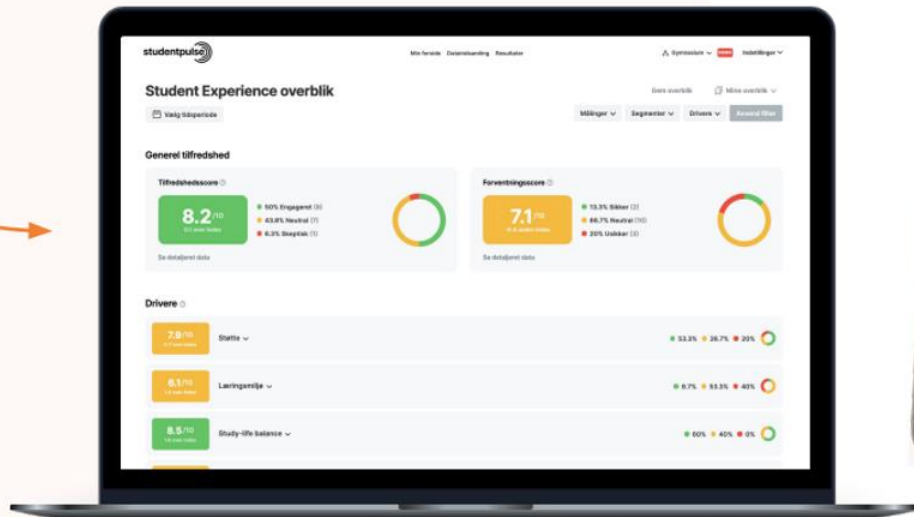 studentpulse
Min forside Dataindsamling Resultater
Gymnasium
Indstillinger
Student Experience overblik
Gem overblik
Mine overblik
Vælg tidsperiode
Målinger
Segmenter
Drivere
Anvend filter
Generel tilfredshed
Tilfredshedsscore
8.2/10
50% Engageret (8)
43.8% Neutral (7)
6.3% Skeptisk (1)
Se detaljeret data
Forventningsscore
7.1/10
13.3% Sikker (2)
66.7% Neutral (10)
20% Usikker (3)
Se detaljeret data
Drivere
7.9/10
Støtte
53.3% 26.7% 20%
6.1/10
Læringsmiljø
6.7% 53.3% 40%
8.5/10
Study-life balance
60% 40% 0%